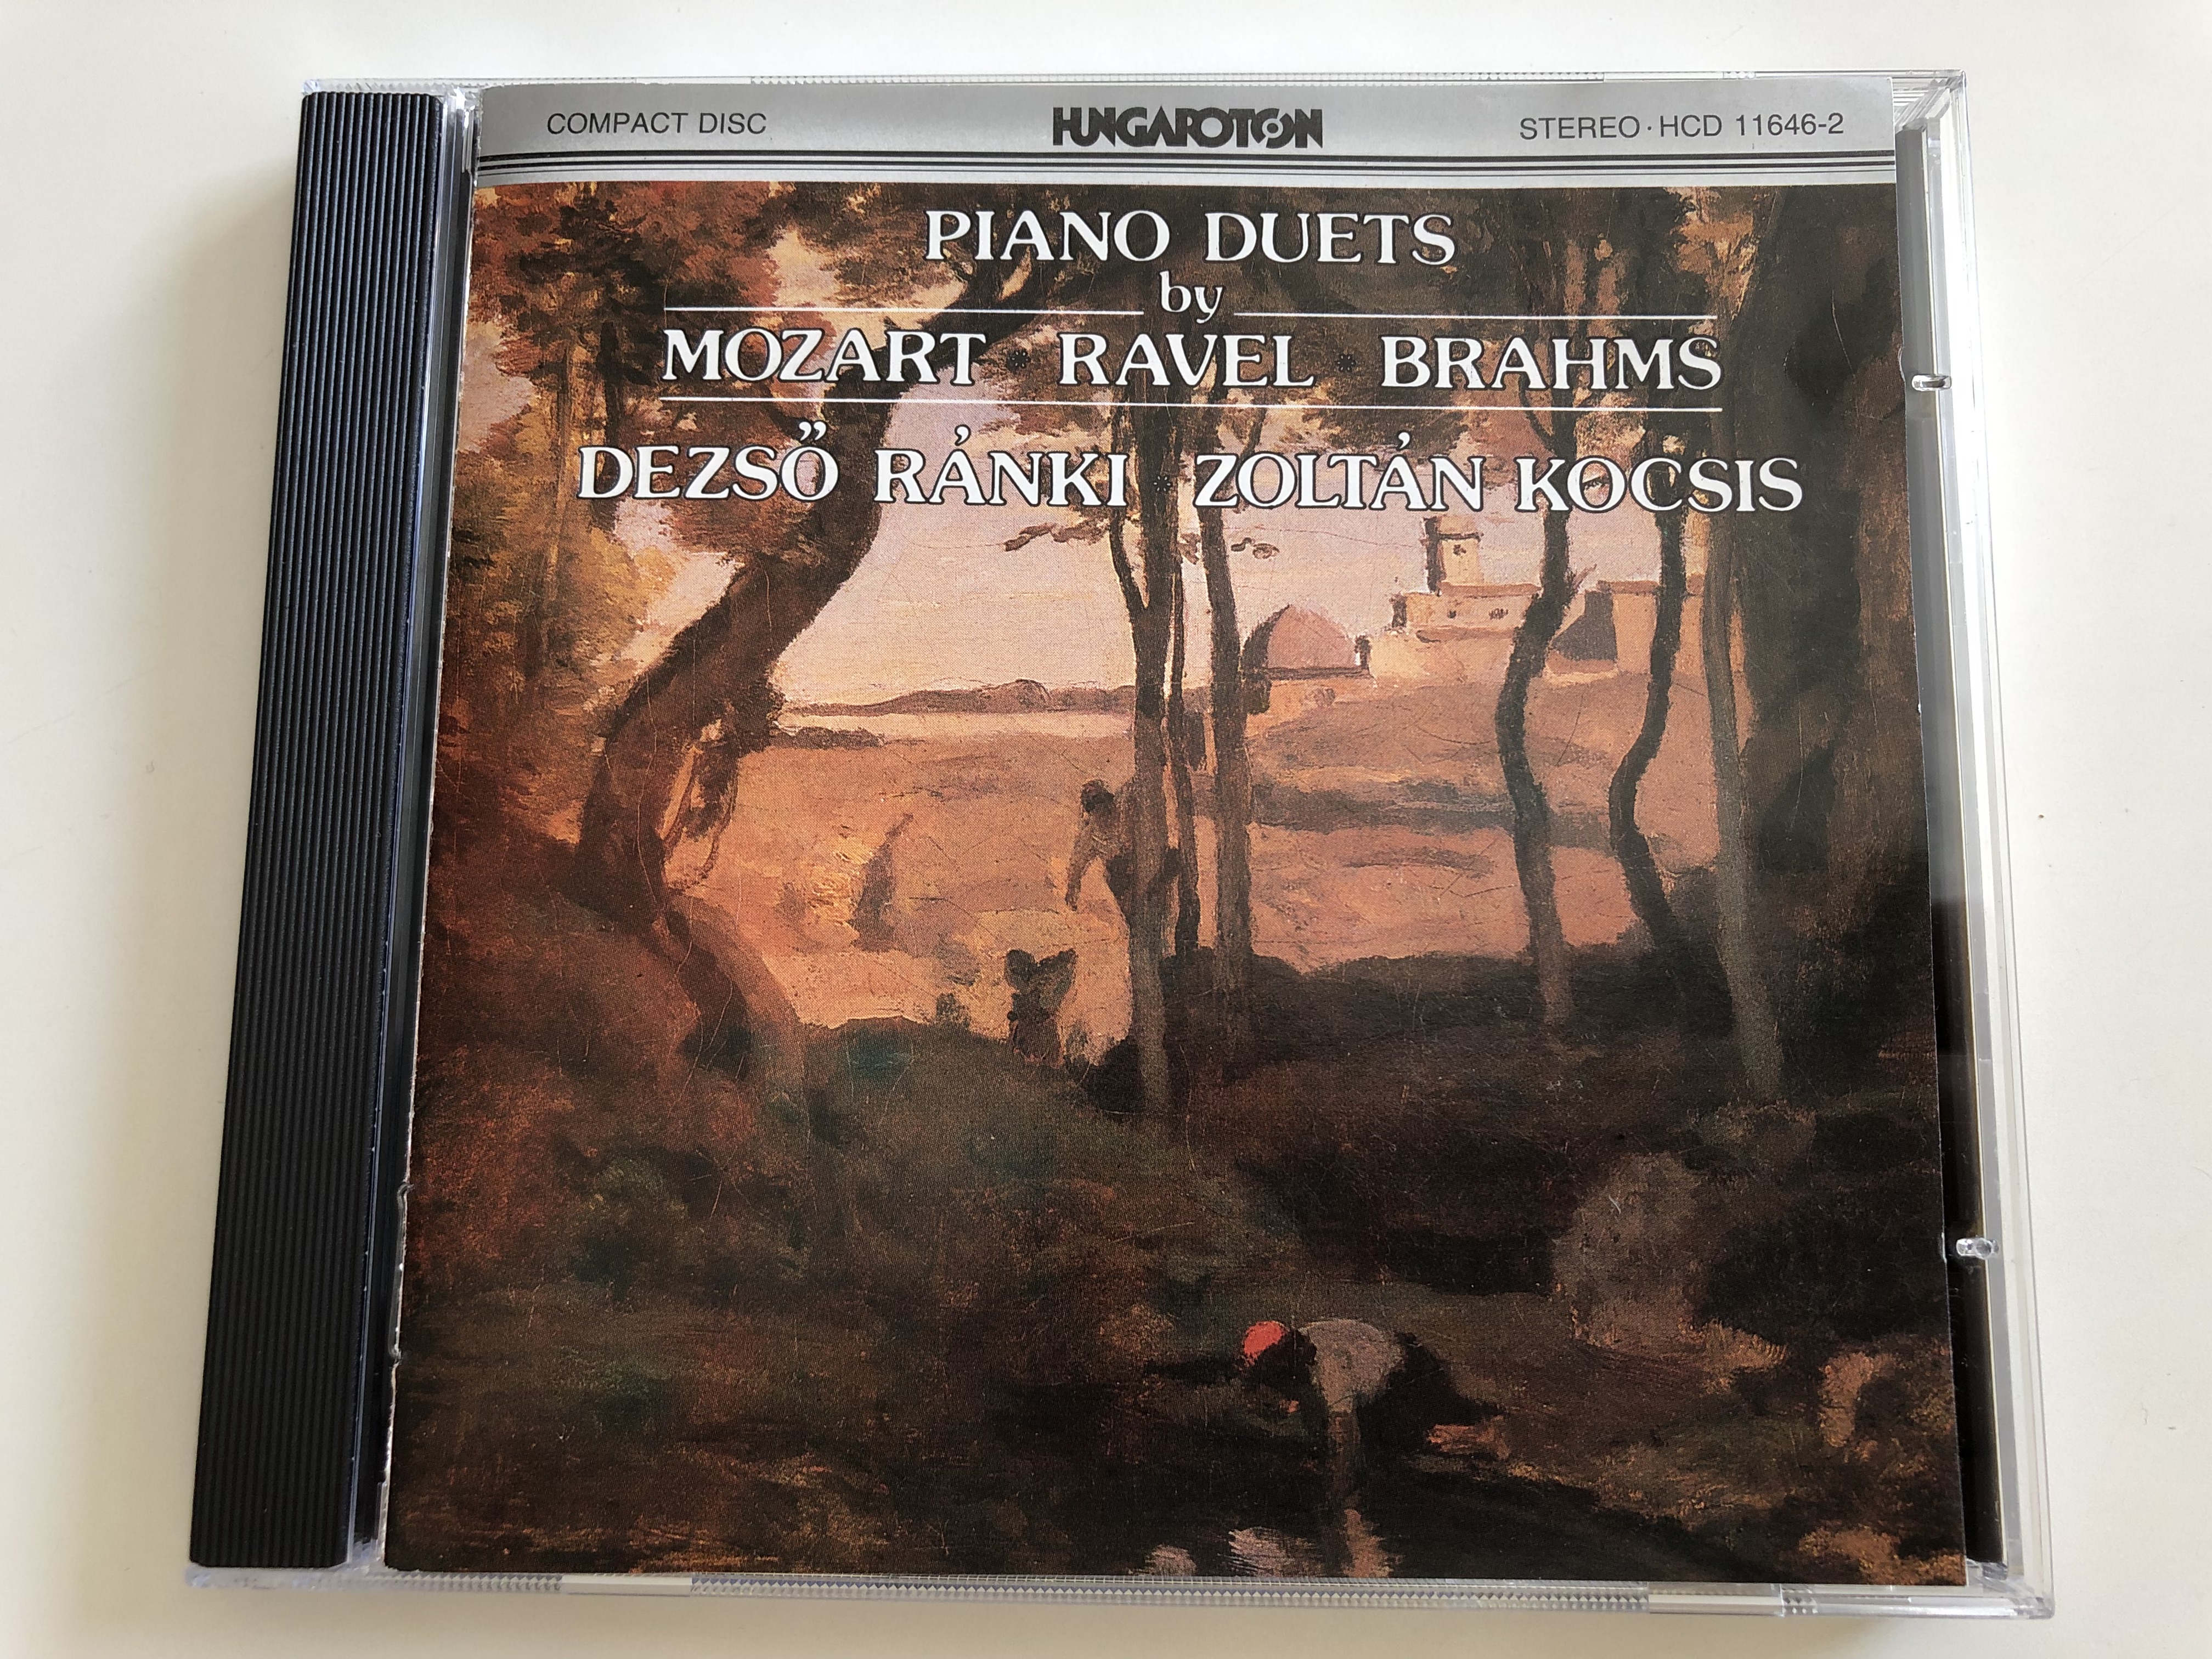 COMPACT DISC HUNGAROTON STEREO · HCD 11646-2
PIANO DUETS
by
MOZART * RAVEL * BRAHMS
DEZSŐ RÁNKI * ZOLTÁN KOCSIS